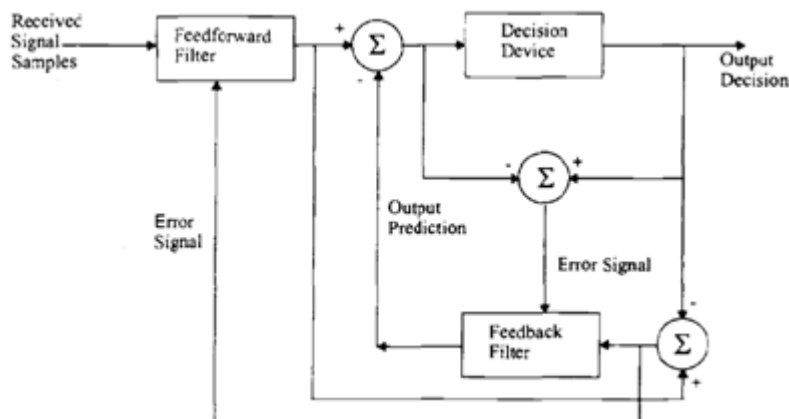 Received
Signal
Samples
Feedforward
Filter
+
Σ
-
Decision
Device
Output
Decision
-
Σ
+
Error
Signal
Output
Prediction
Error Signal
Feedback
Filter
-
Σ
+